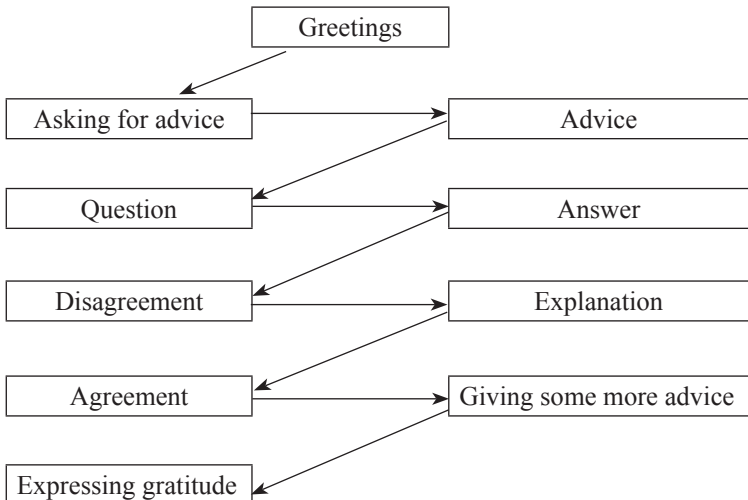 Greetings
Asking for advice
Advice
Question
Answer
Disagreement
Explanation
Agreement
Giving some more advice
Expressing gratitude